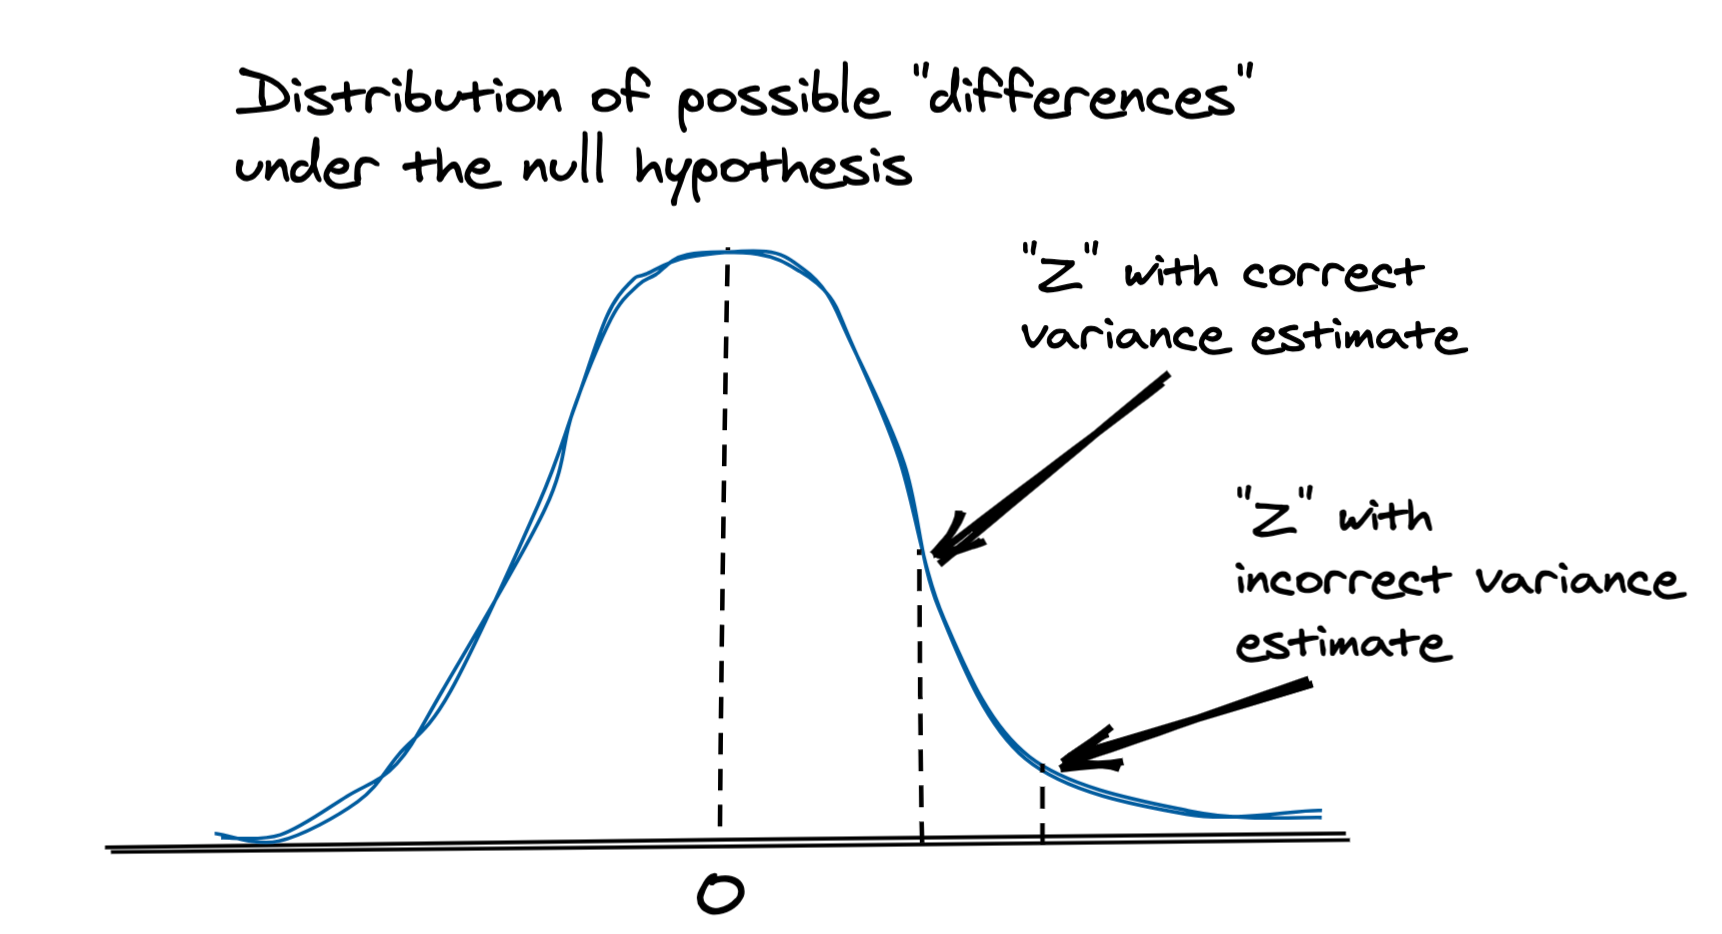 Distribution of possible "differences"
under the null hypothesis
"Z" with correct
variance estimate
"Z" with
incorrect variance
estimate
0